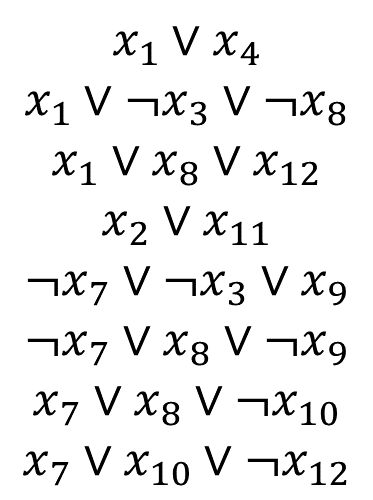 x₁ ∨ x₄
x₁ ∨ ¬x₃ ∨ ¬x₈
x₁ ∨ x₈ ∨ x₁₂
x₂ ∨ x₁₁
¬x₇ ∨ ¬x₃ ∨ x₉
¬x₇ ∨ x₈ ∨ ¬x₉
x₇ ∨ x₈ ∨ ¬x₁₀
x₇ ∨ x₁₀ ∨ ¬x₁₂